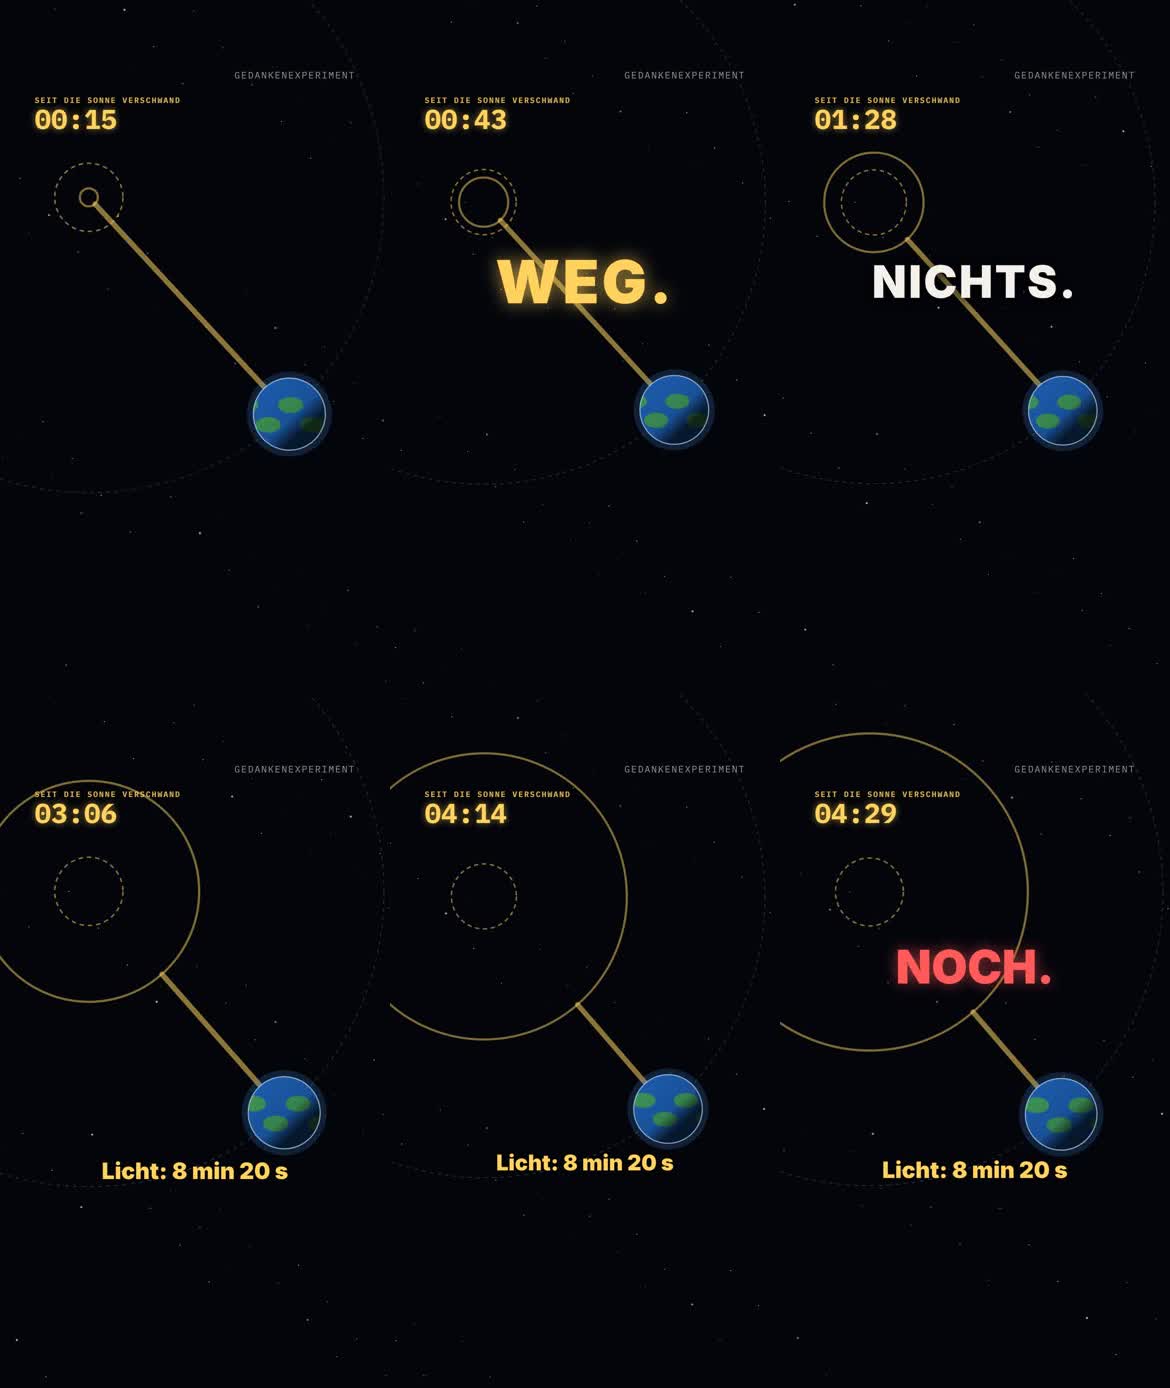 GEDANKENEXPERIMENT
SEIT DIE SONNE VERSCHWAND
00:15
GEDANKENEXPERIMENT
SEIT DIE SONNE VERSCHWAND
00:43
WEG.
GEDANKENEXPERIMENT
SEIT DIE SONNE VERSCHWAND
01:28
NICHTS.
GEDANKENEXPERIMENT
SEIT DIE SONNE VERSCHWAND
03:06
Licht: 8 min 20 s
GEDANKENEXPERIMENT
SEIT DIE SONNE VERSCHWAND
04:14
Licht: 8 min 20 s
GEDANKENEXPERIMENT
SEIT DIE SONNE VERSCHWAND
04:29
NOCH.
Licht: 8 min 20 s